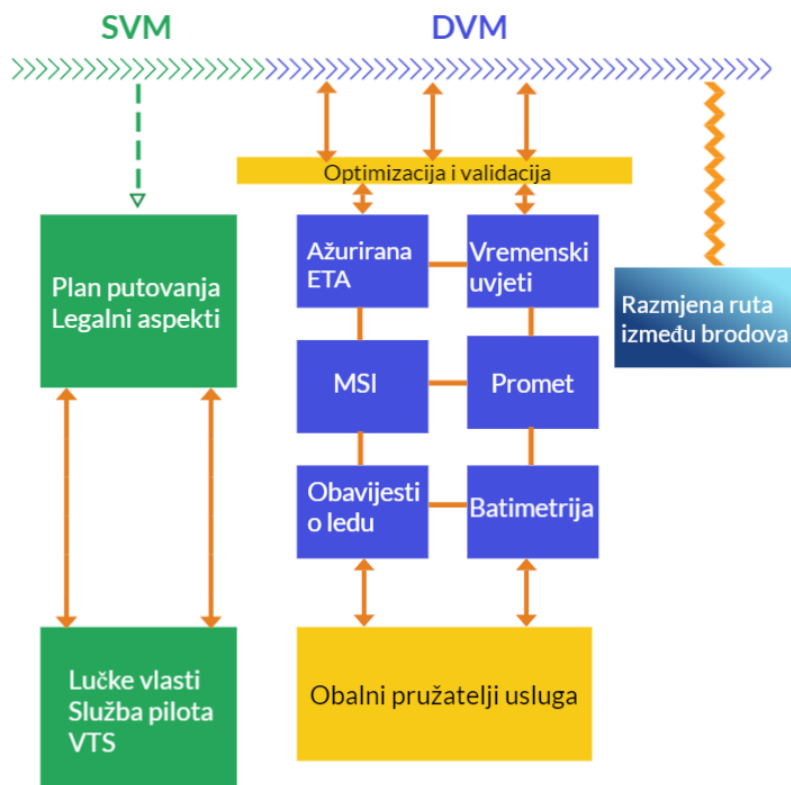 SVM
DVM
Optimizacija i validacija
Plan putovanja
Legalni aspekti
Ažurirana
ETA
Vremenski
uvjeti
Razmjena ruta
između brodova
MSI
Promet
Obavijesti
o ledu
Batimetrija
Lučke vlasti
Služba pilota
VTS
Obalni pružatelji usluga